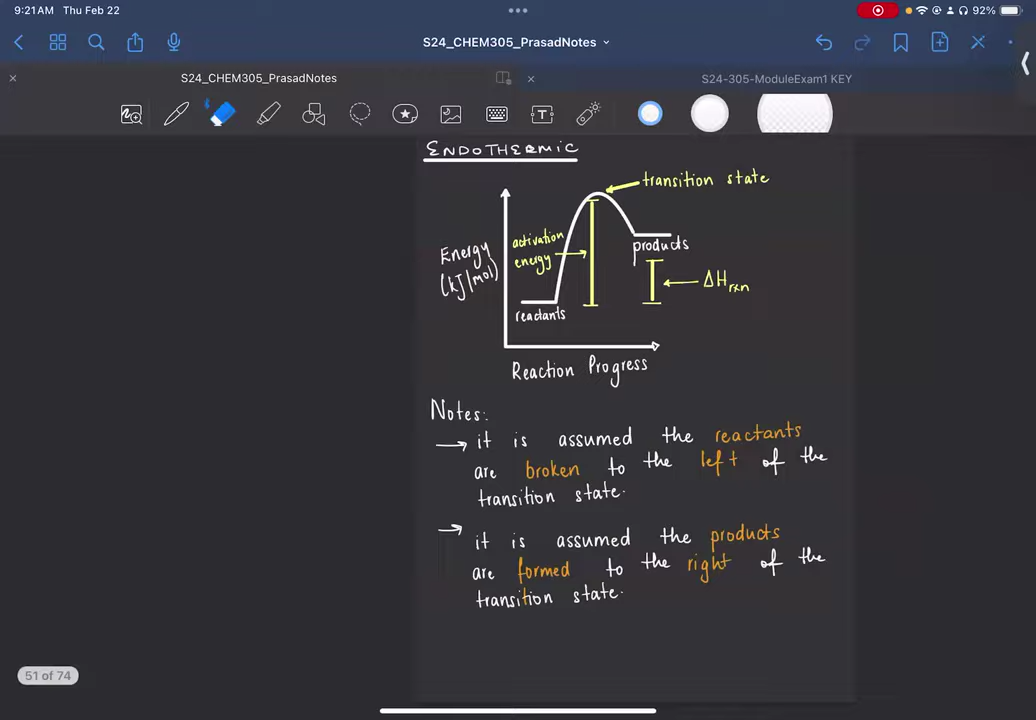 9:21 AM Thu Feb 22
92%
S24_CHEM305_PrasadNotes
S24_CHEM305_PrasadNotes
S24-305-ModuleExam1 KEY
ENDOTHERMIC
transition state
activation
energy
products
Energy
(kJ/mol)
ΔHrxn
reactants
Reaction Progress
Notes:
→ it is assumed the reactants
are broken to the left of the
transition state.
→ it is assumed the products
are formed to the right of the
transition state.
51 of 74